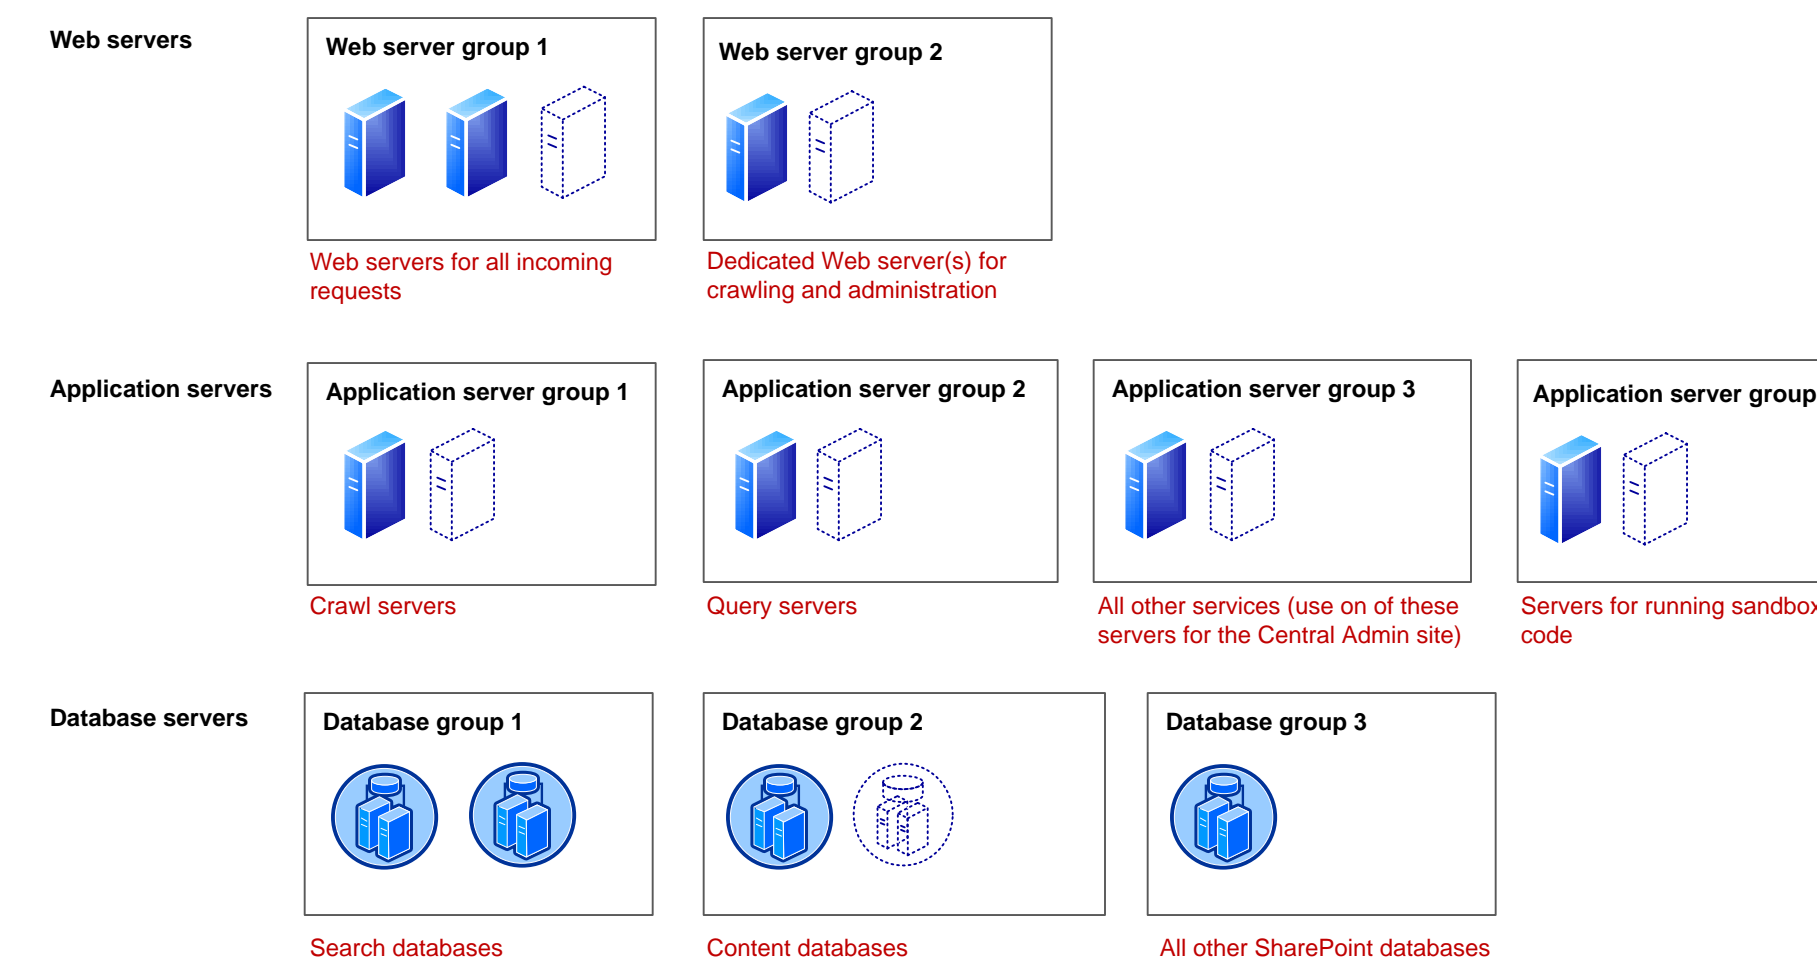 Web servers
Web server group 1
Web server group 2
Web servers for all incoming
requests
Dedicated Web server(s) for
crawling and administration
Application servers
Application server group 1
Application server group 2
Application server group 3
Application server group
Crawl servers
Query servers
All other services (use on of these
servers for the Central Admin site)
Servers for running sandbox
code
Database servers
Database group 1
Database group 2
Database group 3
Search databases
Content databases
All other SharePoint databases